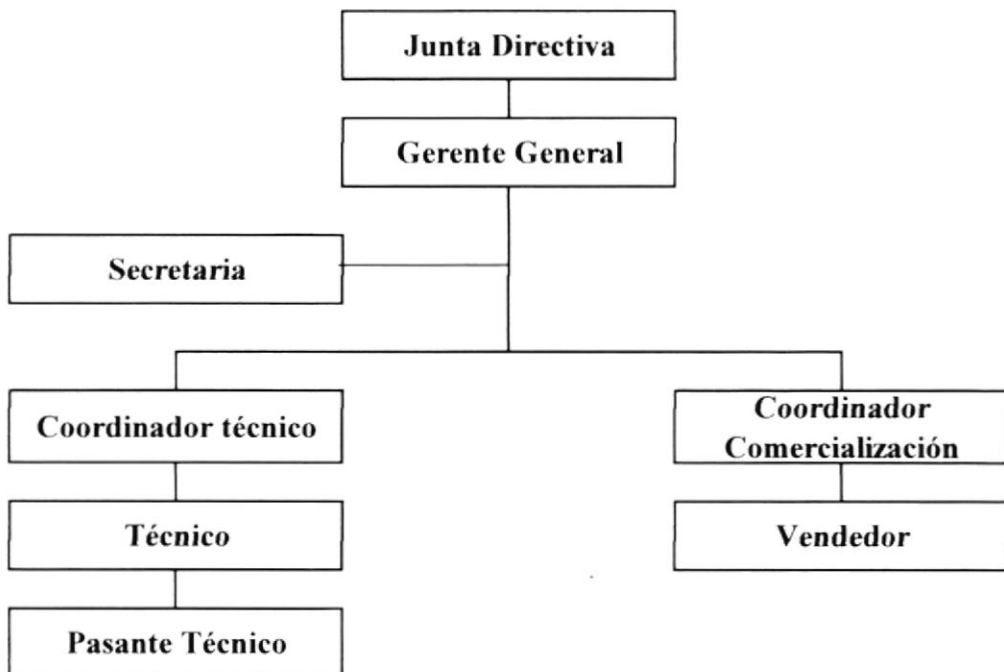 Junta Directiva
Gerente General
Secretaria
Coordinador técnico
Coordinador
Comercialización
Técnico
Vendedor
Pasante Técnico